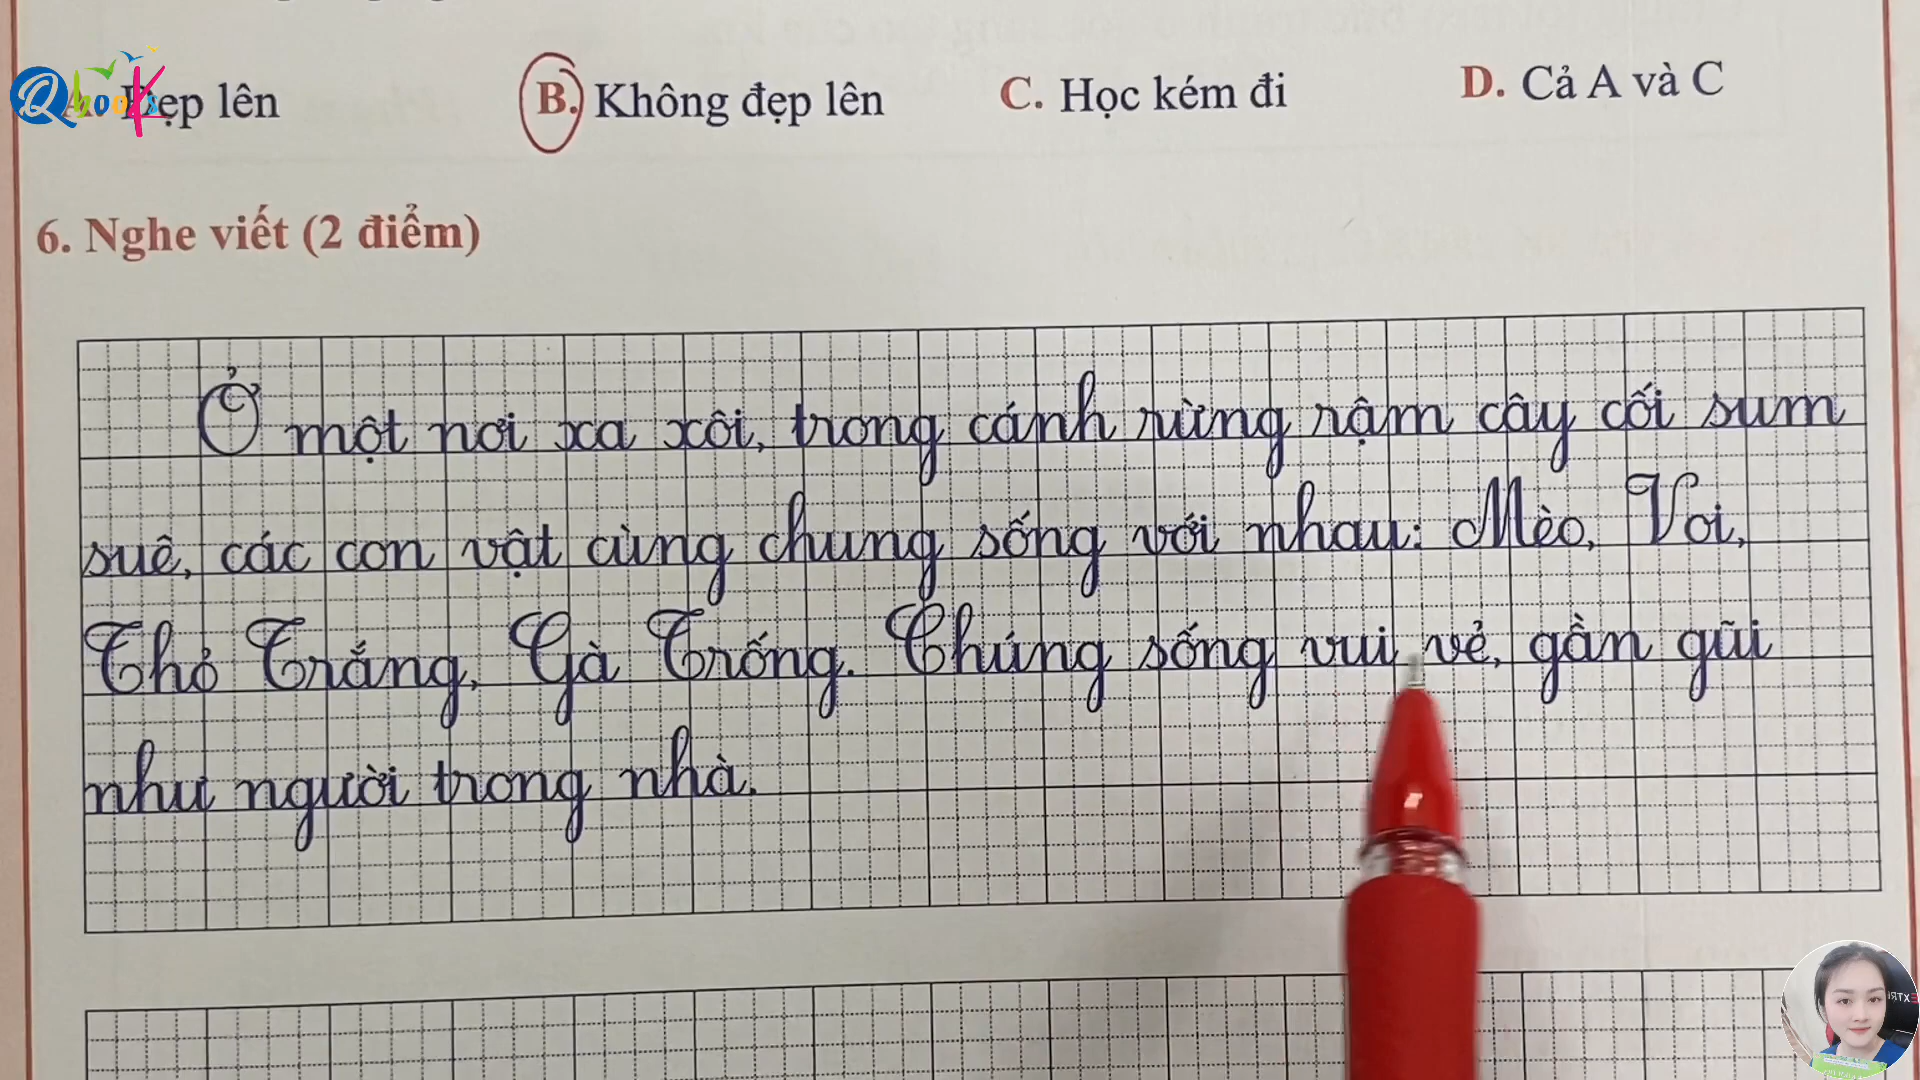 Qbook
A. Đẹp lên B. Không đẹp lên C. Học kém đi D. Cả A và C
6. Nghe viết (2 điểm)
Ở một nơi xa xôi, trong cánh rừng rậm cây cối sum
suê, các con vật cùng chung sống với nhau: Mèo, Voi,
Thỏ Trắng, Gà Trống. Chúng sống vui vẻ, gần gũi
như người trong nhà.